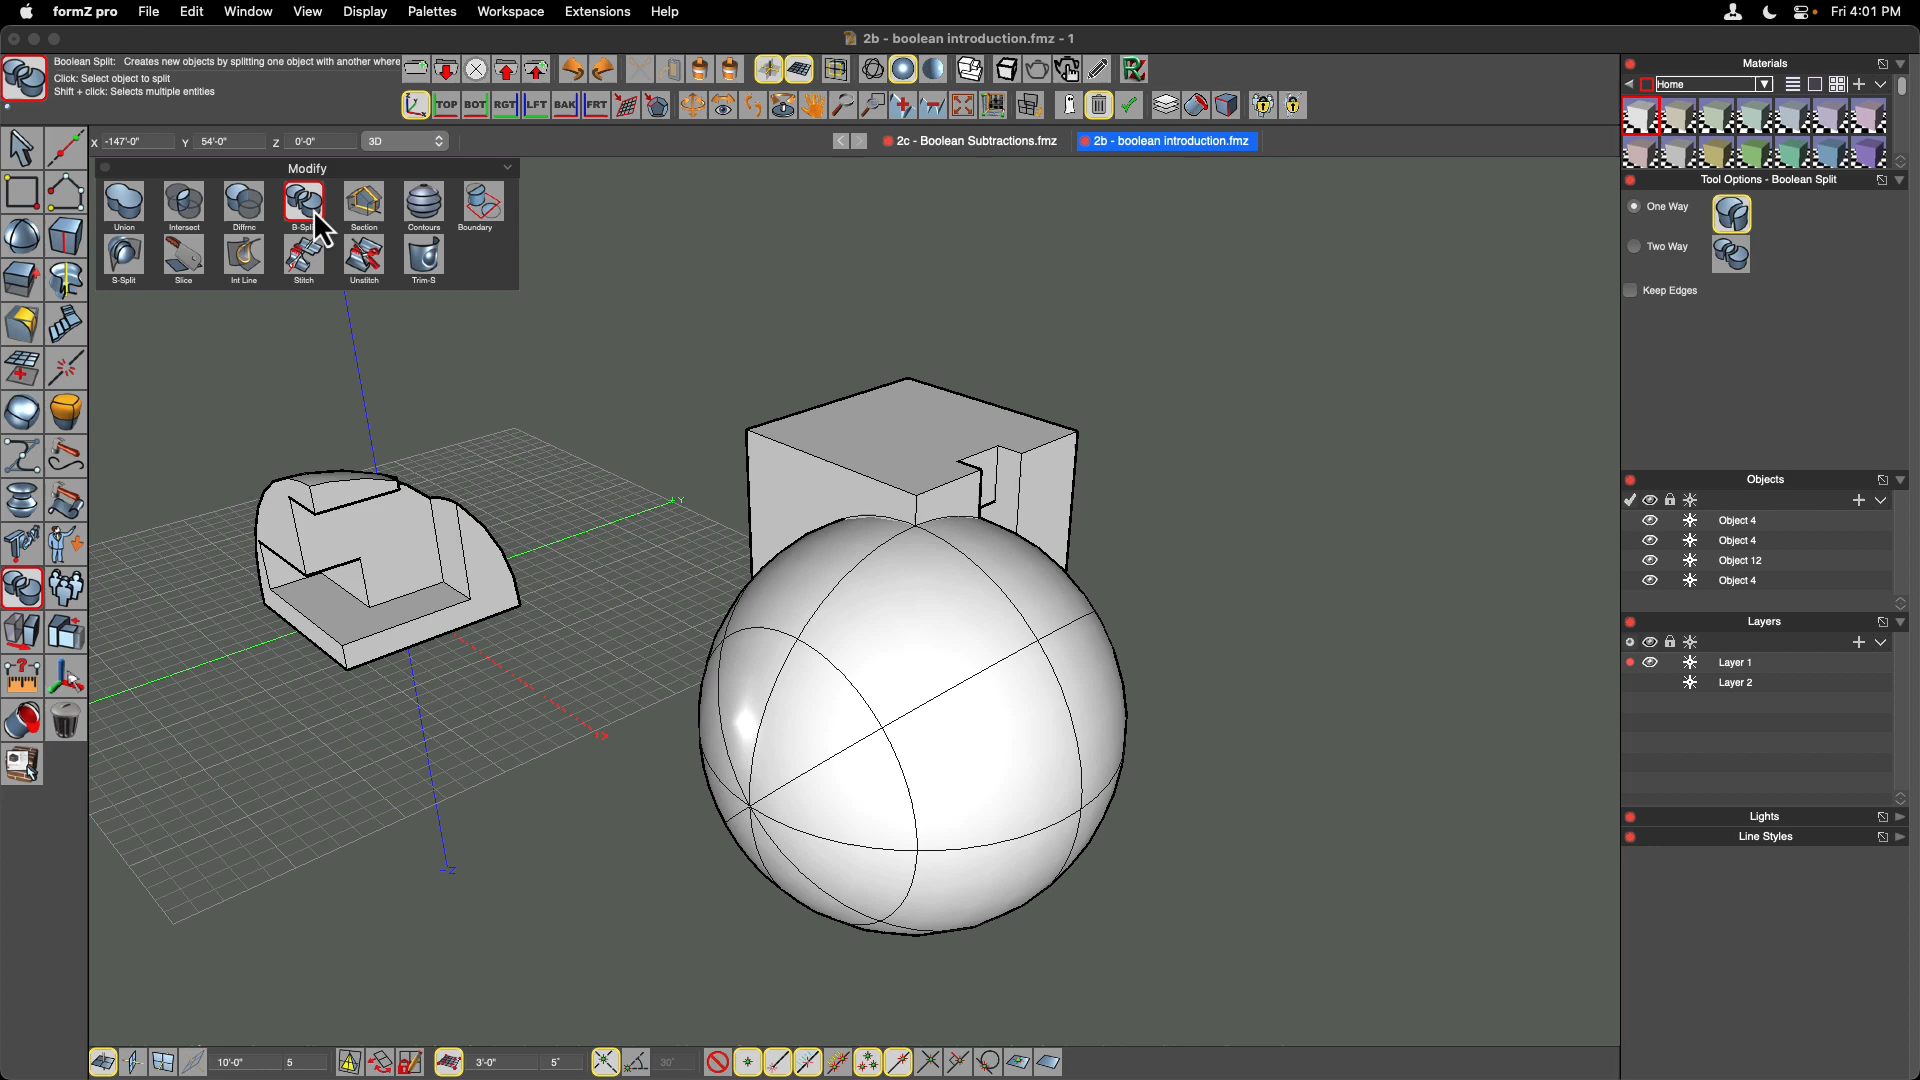 formZ pro File Edit Window View Display Palettes Workspace Extensions Help Fri 4:01 PM
2b - boolean introduction.fmz - 1
Boolean Split: Creates new objects by splitting one object with another where
Click: Select object to split
Shift + click: Selects multiple entities
TOP BOT RGT LFT BAK FRT
X -147'-0" Y 54'-0" Z 0'-0" 3D
2c - Boolean Subtractions.fmz 2b - boolean introduction.fmz
Modify
Union Intersect Diffrnc B-Spli Section Contours Boundary
S-Split Slice Int Line Stitch Unstitch Trim-S
Materials
Home
Tool Options - Boolean Split
One Way
Two Way
Keep Edges
Objects
Object 4
Object 4
Object 12
Object 4
Layers
Layer 1
Layer 2
Lights
Line Styles
10'-0" 5 3'-0" 5° 30°